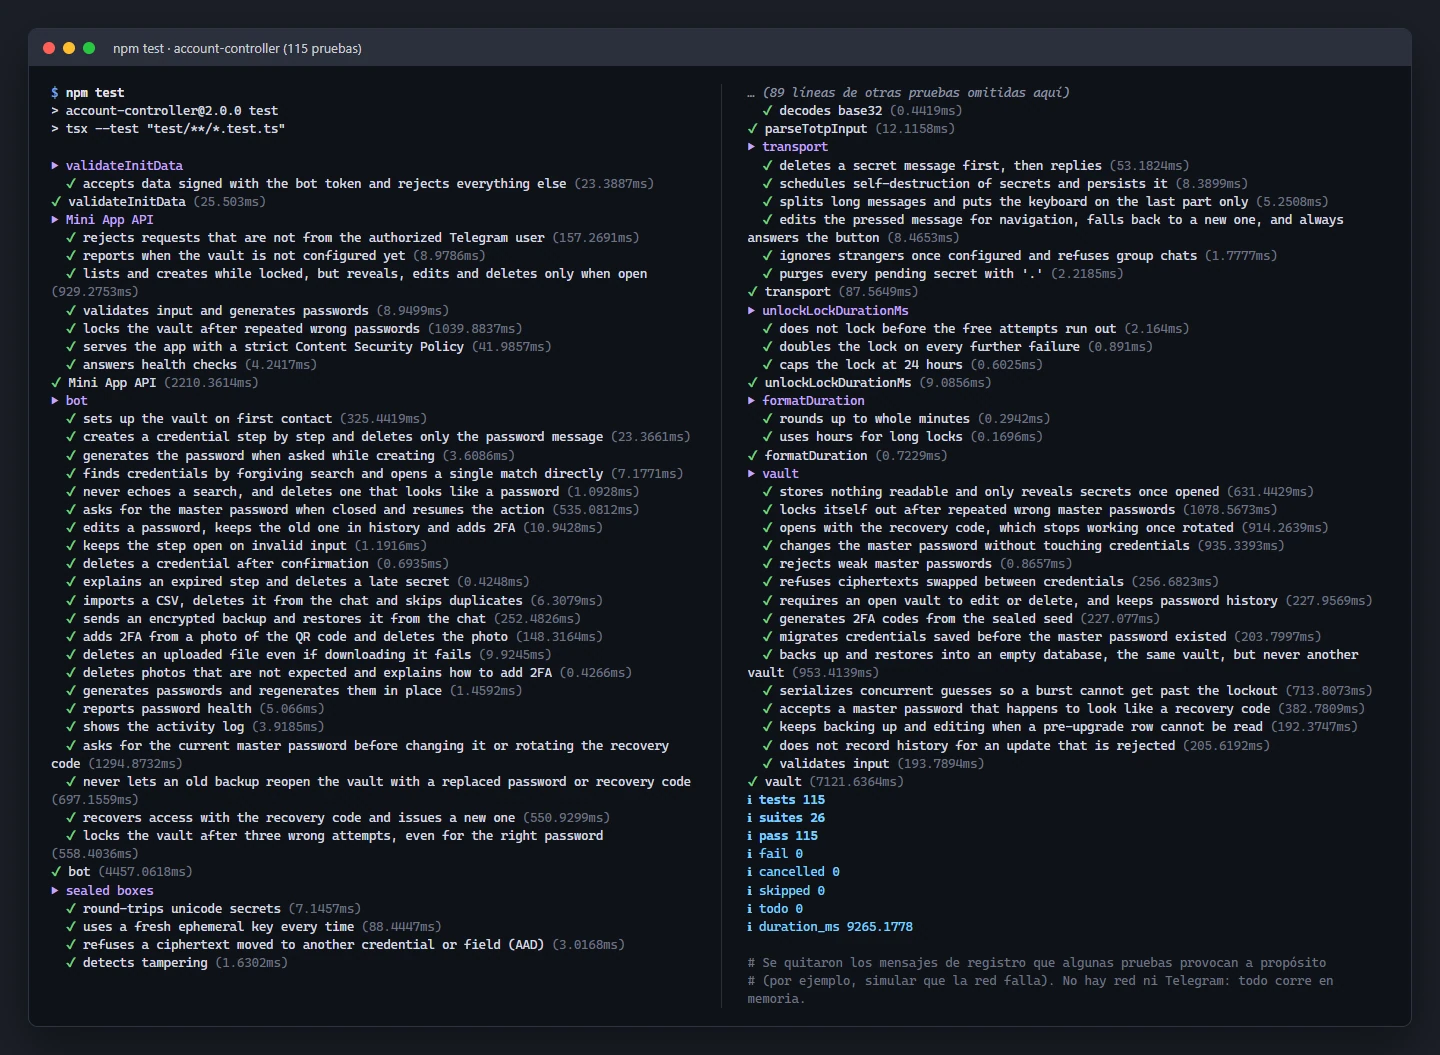 npm test · account-controller (115 pruebas)
$ npm test
> account-controller@2.0.0 test
> tsx --test "test/**/*.test.ts"
▶ validateInitData
✓ accepts data signed with the bot token and rejects everything else (23.3887ms)
✓ validateInitData (25.503ms)
▶ Mini App API
✓ rejects requests that are not from the authorized Telegram user (157.2691ms)
✓ reports when the vault is not configured yet (8.9786ms)
✓ lists and creates while locked, but reveals, edits and deletes only when open
(929.2753ms)
✓ validates input and generates passwords (8.9499ms)
✓ locks the vault after repeated wrong passwords (1039.8837ms)
✓ serves the app with a strict Content Security Policy (41.9857ms)
✓ answers health checks (4.2417ms)
✓ Mini App API (2210.3614ms)
▶ bot
✓ sets up the vault on first contact (325.4419ms)
✓ creates a credential step by step and deletes only the password message (23.3661ms)
✓ generates the password when asked while creating (3.6086ms)
✓ finds credentials by forgiving search and opens a single match directly (7.1771ms)
✓ never echoes a search, and deletes one that looks like a password (1.0928ms)
✓ asks for the master password when closed and resumes the action (535.0812ms)
✓ edits a password, keeps the old one in history and adds 2FA (10.9428ms)
✓ keeps the step open on invalid input (1.1916ms)
✓ deletes a credential after confirmation (0.6935ms)
✓ explains an expired step and deletes a late secret (0.4248ms)
✓ imports a CSV, deletes it from the chat and skips duplicates (6.3079ms)
✓ sends an encrypted backup and restores it from the chat (252.4826ms)
✓ adds 2FA from a photo of the QR code and deletes the photo (148.3164ms)
✓ deletes an uploaded file even if downloading it fails (9.9245ms)
✓ deletes photos that are not expected and explains how to add 2FA (0.4266ms)
✓ generates passwords and regenerates them in place (1.4592ms)
✓ reports password health (5.066ms)
✓ shows the activity log (3.9185ms)
✓ asks for the current master password before changing it or rotating the recovery
code (1294.8732ms)
✓ never lets an old backup reopen the vault with a replaced password or recovery code
(697.1559ms)
✓ recovers access with the recovery code and issues a new one (550.9299ms)
✓ locks the vault after three wrong attempts, even for the right password
(558.4036ms)
✓ bot (4457.0618ms)
▶ sealed boxes
✓ round-trips unicode secrets (7.1457ms)
✓ uses a fresh ephemeral key every time (88.4447ms)
✓ refuses a ciphertext moved to another credential or field (AAD) (3.0168ms)
✓ detects tampering (1.6302ms)
… (89 líneas de otras pruebas omitidas aquí)
✓ decodes base32 (0.4419ms)
✓ parseTotpInput (12.1158ms)
▶ transport
✓ deletes a secret message first, then replies (53.1824ms)
✓ schedules self-destruction of secrets and persists it (8.3899ms)
✓ splits long messages and puts the keyboard on the last part only (5.2508ms)
✓ edits the pressed message for navigation, falls back to a new one, and always
answers the button (8.4653ms)
✓ ignores strangers once configured and refuses group chats (1.7777ms)
✓ purges every pending secret with '.' (2.2185ms)
✓ transport (87.5649ms)
▶ unlockLockDurationMs
✓ does not lock before the free attempts run out (2.164ms)
✓ doubles the lock on every further failure (0.891ms)
✓ caps the lock at 24 hours (0.6025ms)
✓ unlockLockDurationMs (9.0856ms)
▶ formatDuration
✓ rounds up to whole minutes (0.2942ms)
✓ uses hours for long locks (0.1696ms)
✓ formatDuration (0.7229ms)
▶ vault
✓ stores nothing readable and only reveals secrets once opened (631.4429ms)
✓ locks itself out after repeated wrong master passwords (1078.5673ms)
✓ opens with the recovery code, which stops working once rotated (914.2639ms)
✓ changes the master password without touching credentials (935.3393ms)
✓ rejects weak master passwords (0.8657ms)
✓ refuses ciphertexts swapped between credentials (256.6823ms)
✓ requires an open vault to edit or delete, and keeps password history (227.9569ms)
✓ generates 2FA codes from the sealed seed (227.077ms)
✓ migrates credentials saved before the master password existed (203.7997ms)
✓ backs up and restores into an empty database, the same vault, but never another
vault (953.4139ms)
✓ serializes concurrent guesses so a burst cannot get past the lockout (713.8073ms)
✓ accepts a master password that happens to look like a recovery code (382.7809ms)
✓ keeps backing up and editing when a pre-upgrade row cannot be read (192.3747ms)
✓ does not record history for an update that is rejected (205.6192ms)
✓ validates input (193.7894ms)
✓ vault (7121.6364ms)
ℹ tests 115
ℹ suites 26
ℹ pass 115
ℹ fail 0
ℹ cancelled 0
ℹ skipped 0
ℹ todo 0
ℹ duration_ms 9265.1778
# Se quitaron los mensajes de registro que algunas pruebas provocan a propósito
# (por ejemplo, simular que la red falla). No hay red ni Telegram: todo corre en
memoria.